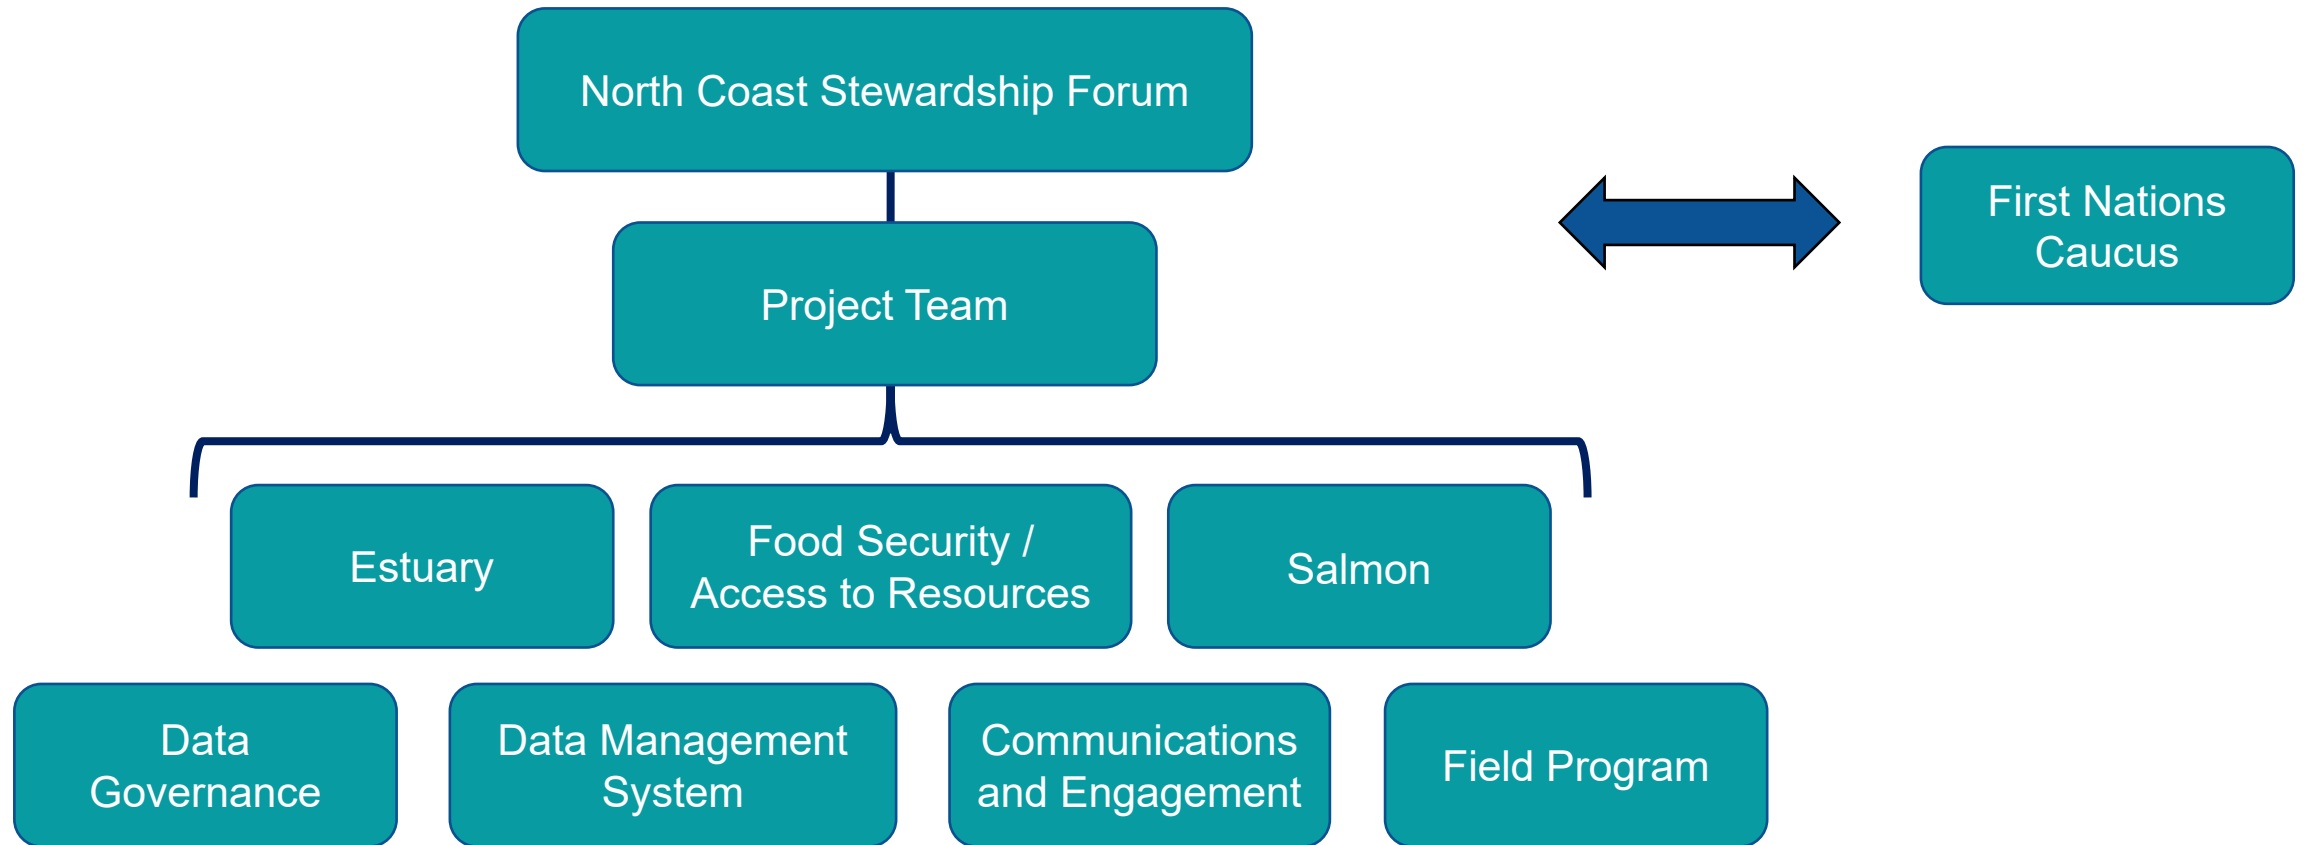 North Coast Stewardship Forum
First Nations
Caucus
Project Team
Estuary
Food Security /
Access to Resources
Salmon
Data
Governance
Data Management
System
Communications
and Engagement
Field Program